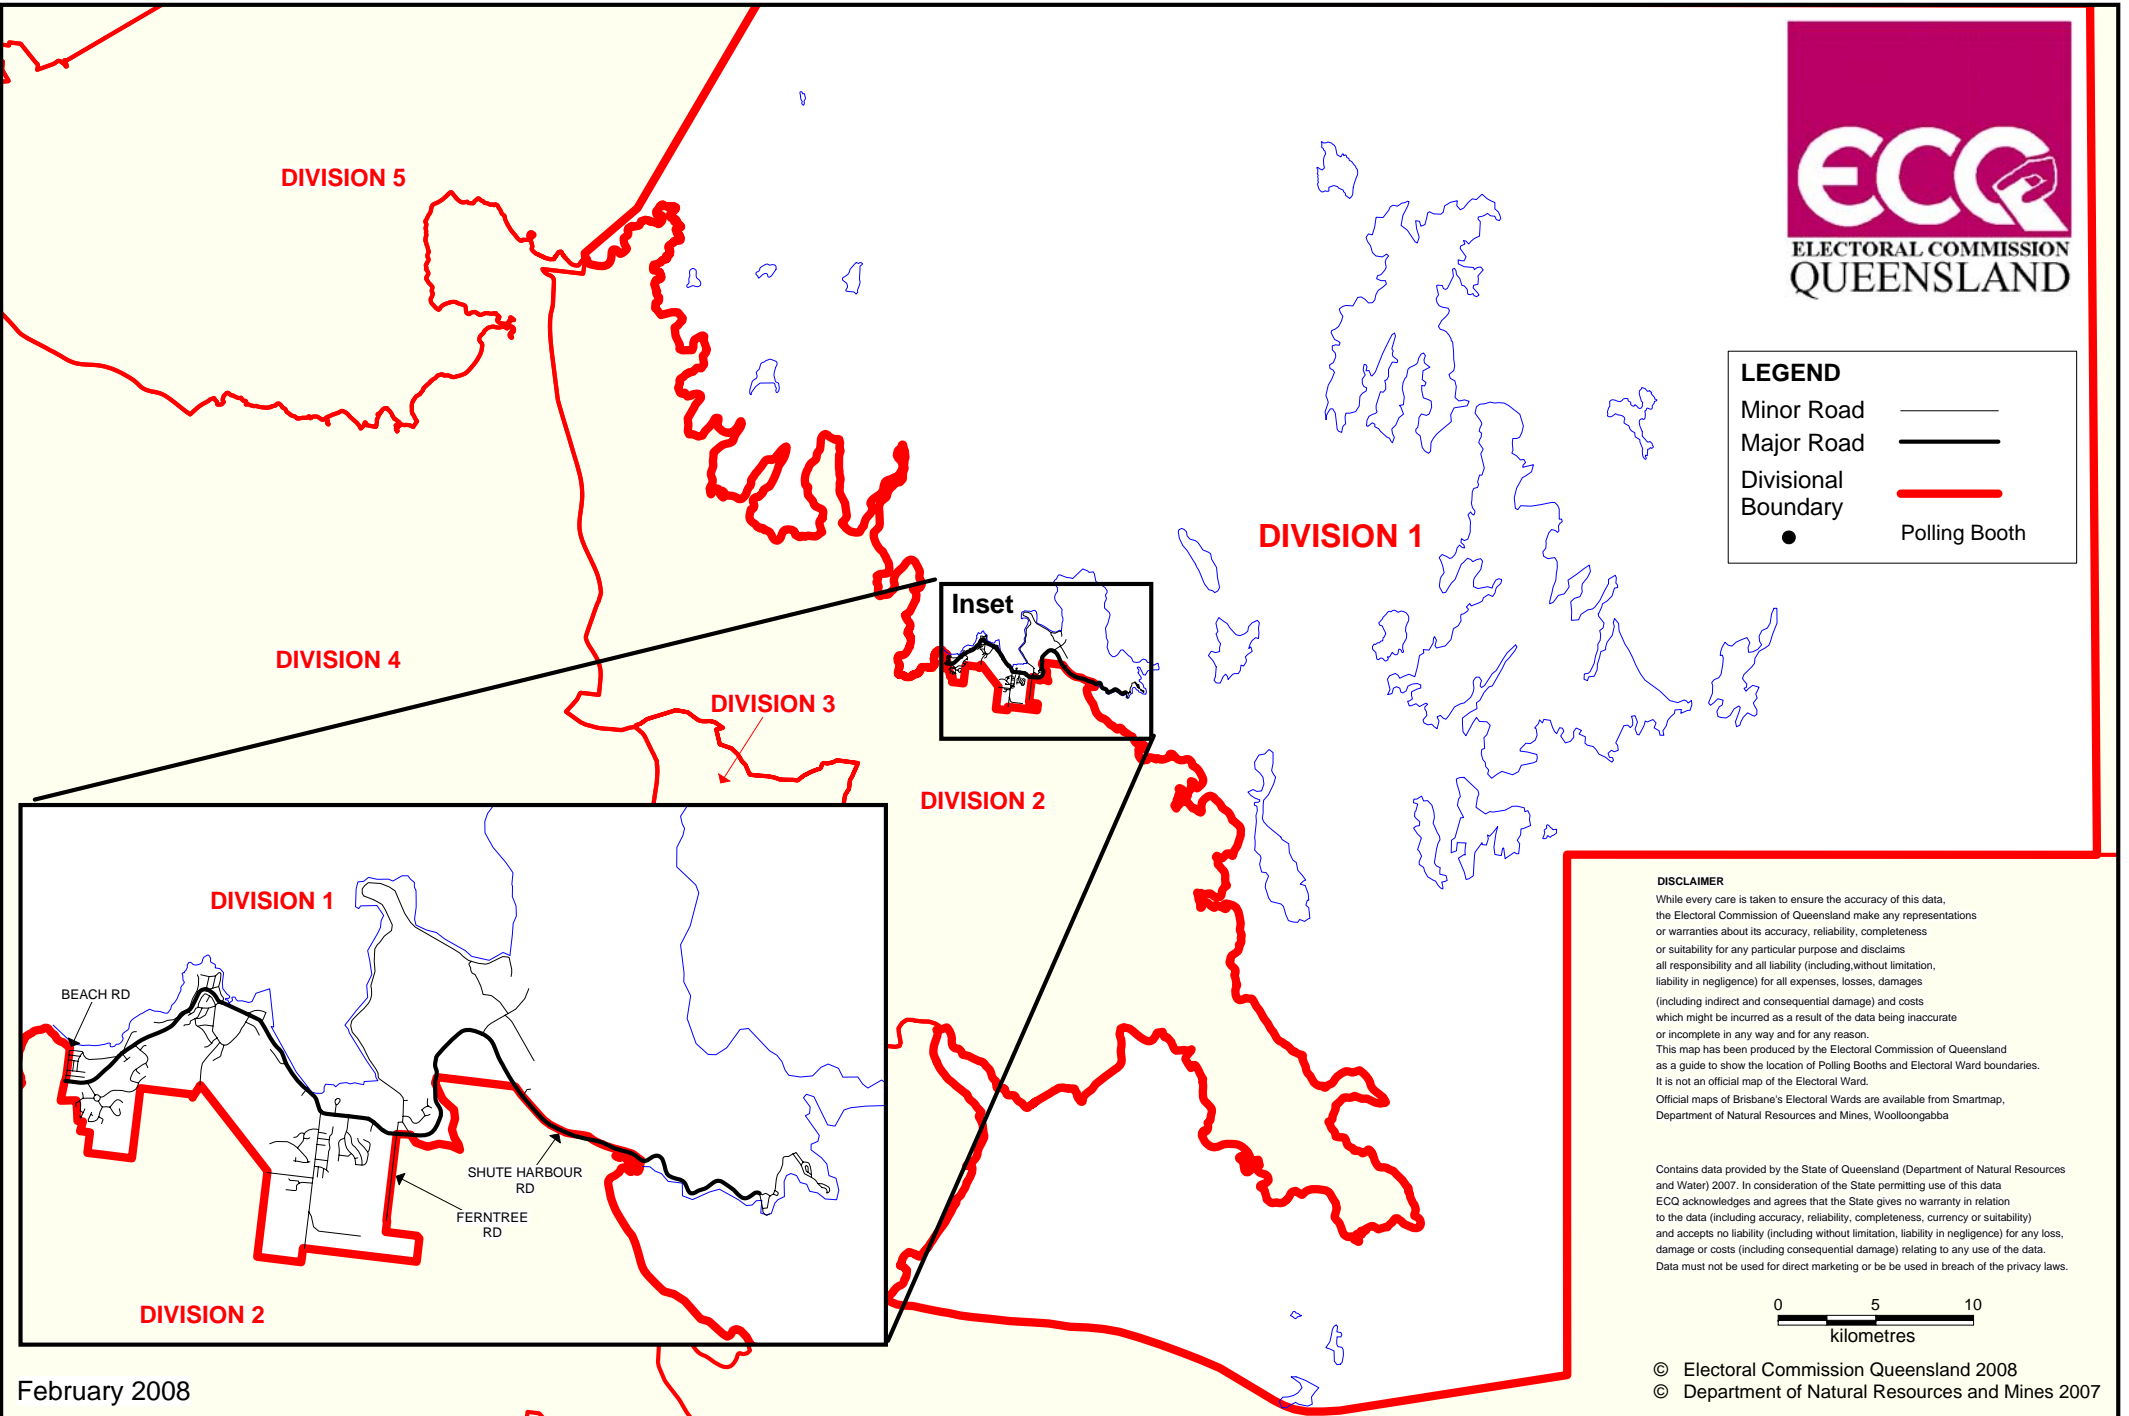 DIVISION 5
ECQ
ELECTORAL COMMISSION
QUEENSLAND
LEGEND
Minor Road
Major Road
Divisional
Boundary
Polling Booth
DIVISION 1
Inset
DIVISION 4
DIVISION 3
DIVISION 2
DIVISION 1
BEACH RD
SHUTE HARBOUR
RD
FERNTREE
RD
DIVISION 2
DISCLAIMER
While every care is taken to ensure the accuracy of this data,
the Electoral Commission of Queensland make any representations
or warranties about its accuracy, reliability, completeness
or suitability for any particular purpose and disclaims
all responsibility and all liability (including,without limitation,
liability in negligence) for all expenses, losses, damages
(including indirect and consequential damage) and costs
which might be incurred as a result of the data being inaccurate
or incomplete in any way and for any reason.
This map has been produced by the Electoral Commission of Queensland
as a guide to show the location of Polling Booths and Electoral Ward boundaries.
It is not an official map of the Electoral Ward.
Official maps of Brisbane's Electoral Wards are available from Smartmap,
Department of Natural Resources and Mines, Woolloongabba
Contains data provided by the State of Queensland (Department of Natural Resources
and Water) 2007. In consideration of the State permitting use of this data
ECQ acknowledges and agrees that the State gives no warranty in relation
to the data (including accuracy, reliability, completeness, currency or suitability)
and accepts no liability (including without limitation, liability in negligence) for any loss,
damage or costs (including consequential damage) relating to any use of the data.
Data must not be used for direct marketing or be be used in breach of the privacy laws.
0 5 10
kilometres
© Electoral Commission Queensland 2008
© Department of Natural Resources and Mines 2007
February 2008